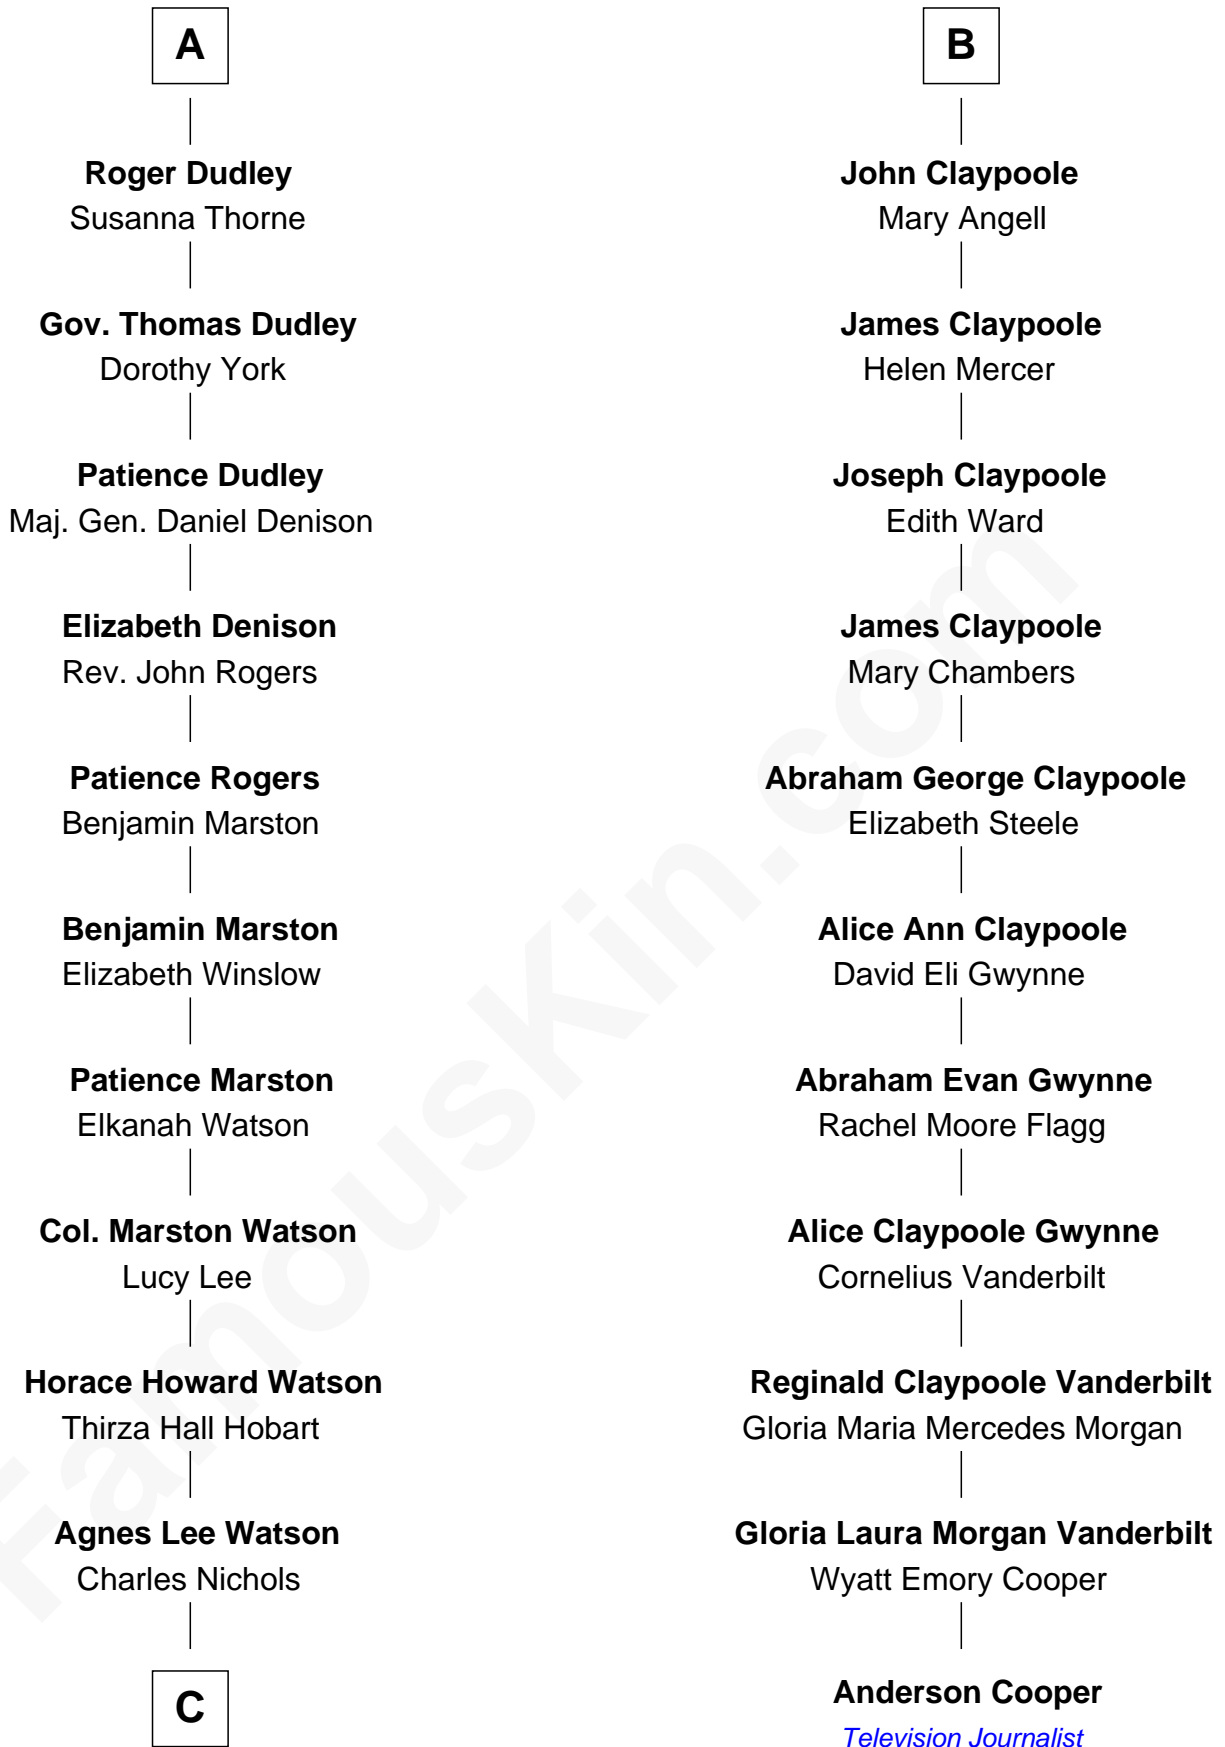 A
Roger Dudley
Susanna Thorne
Gov. Thomas Dudley
Dorothy York
Patience Dudley
Maj. Gen. Daniel Denison
Elizabeth Denison
Rev. John Rogers
Patience Rogers
Benjamin Marston
Benjamin Marston
Elizabeth Winslow
Patience Marston
Elkanah Watson
Col. Marston Watson
Lucy Lee
Horace Howard Watson
Thirza Hall Hobart
Agnes Lee Watson
Charles Nichols
C
B
John Claypoole
Mary Angell
James Claypoole
Helen Mercer
Joseph Claypoole
Edith Ward
James Claypoole
Mary Chambers
Abraham George Claypoole
Elizabeth Steele
Alice Ann Claypoole
David Eli Gwynne
Abraham Evan Gwynne
Rachel Moore Flagg
Alice Claypoole Gwynne
Cornelius Vanderbilt
Reginald Claypoole Vanderbilt
Gloria Maria Mercedes Morgan
Gloria Laura Morgan Vanderbilt
Wyatt Emory Cooper
Anderson Cooper
Television Journalist
FamousKin.com